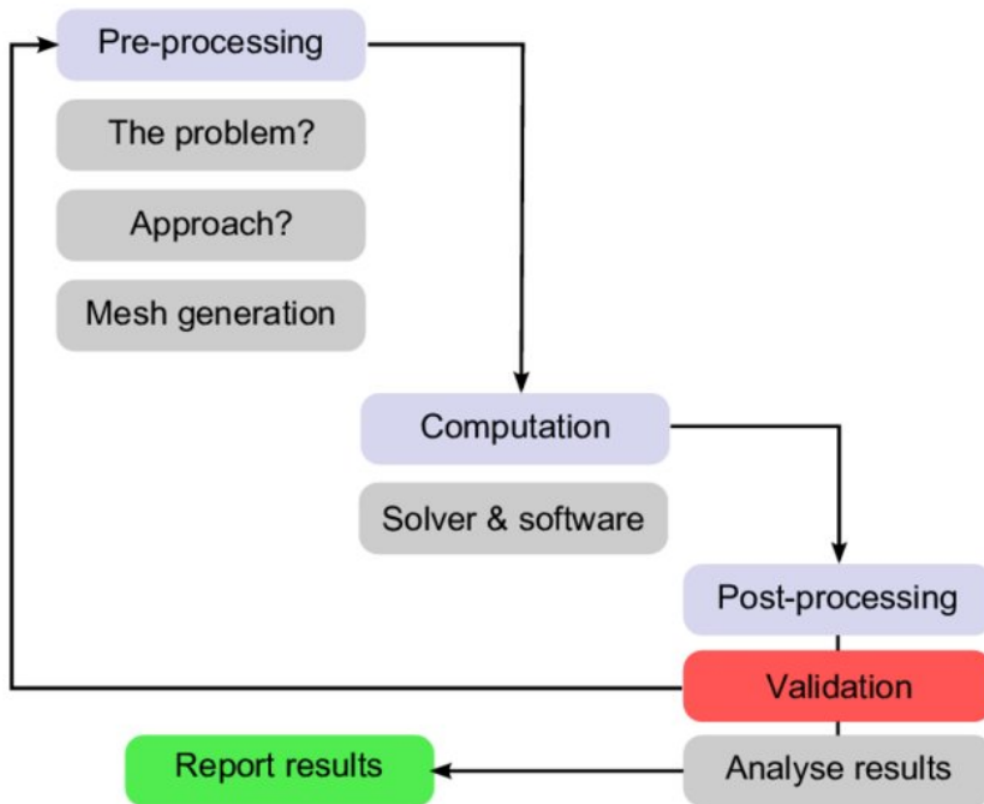 Pre-processing
The problem?
Approach?
Mesh generation
Computation
Solver & software
Post-processing
Validation
Analyse results
Report results